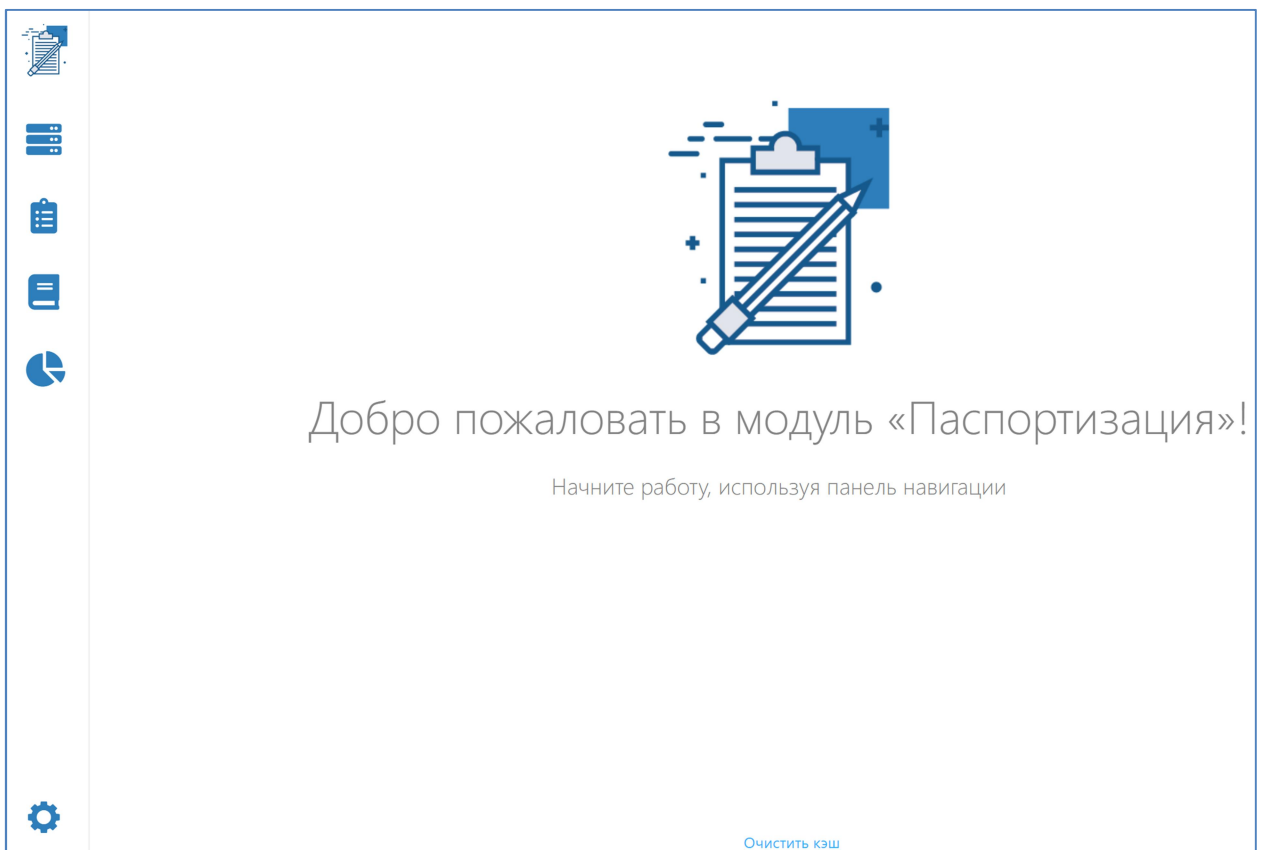 Добро пожаловать в модуль «Паспортизация»!
Начните работу, используя панель навигации
Очистить кэш